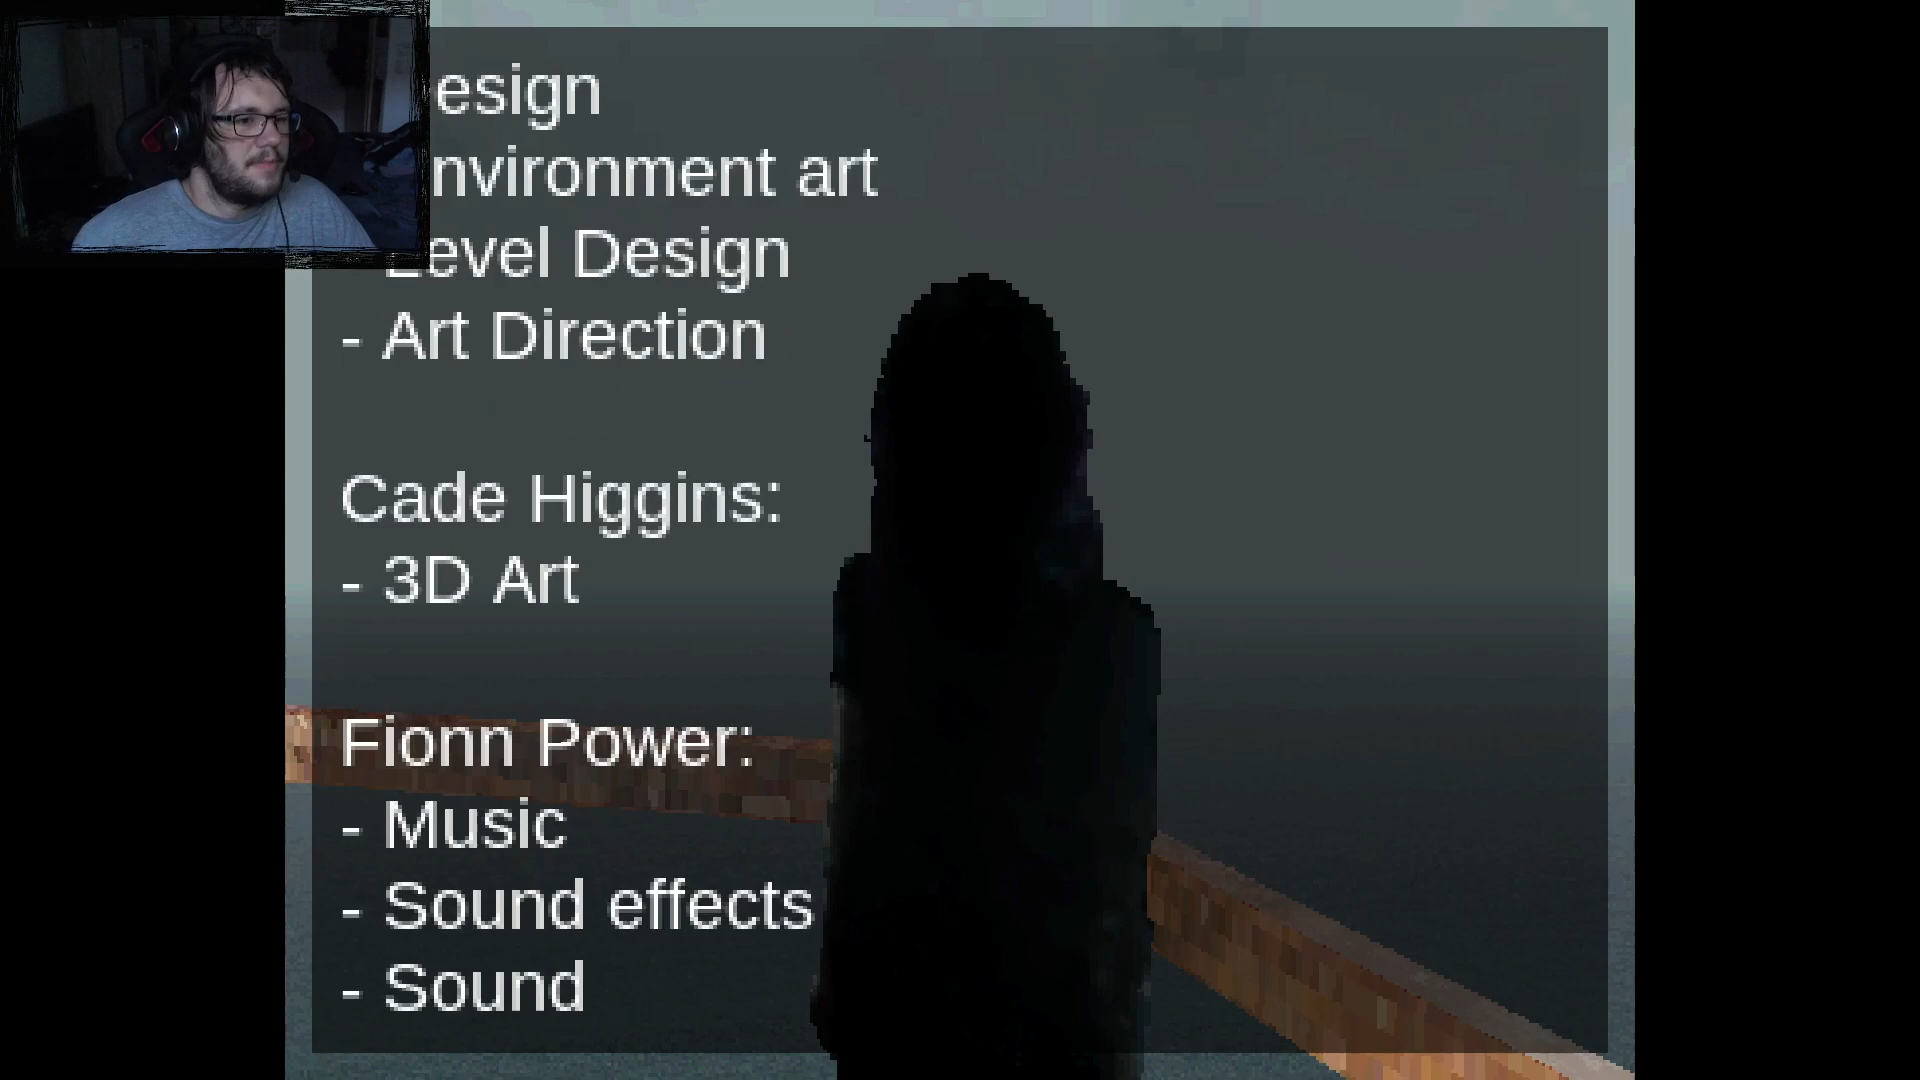 esign
nvironment art
Level Design
- Art Direction
Cade Higgins:
- 3D Art
Fionn Power:
- Music
- Sound effects
- Sound